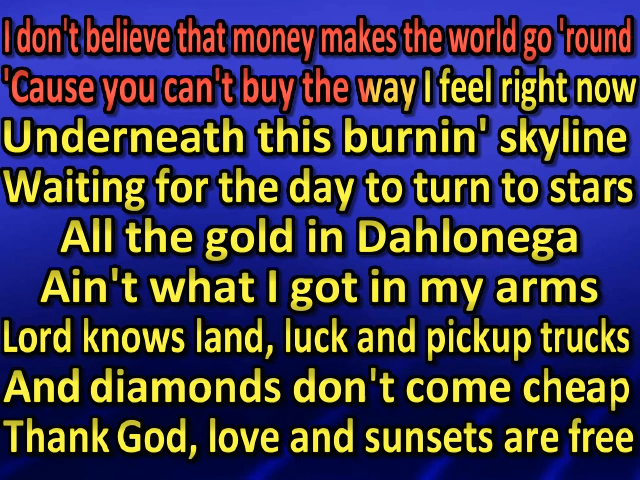 I don't believe that money makes the world go 'round
'Cause you can't buy the way I feel right now
Underneath this burnin' skyline
Waiting for the day to turn to stars
All the gold in Dahlonega
Ain't what I got in my arms
Lord knows land, luck and pickup trucks
And diamonds don't come cheap
Thank God, love and sunsets are free